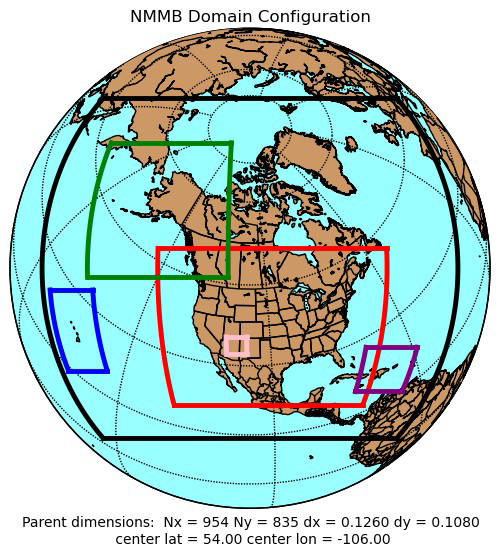 NMMB Domain Configuration
Parent dimensions:  Nx = 954 Ny = 835 dx = 0.1260 dy = 0.1080
center lat = 54.00 center lon = -106.00